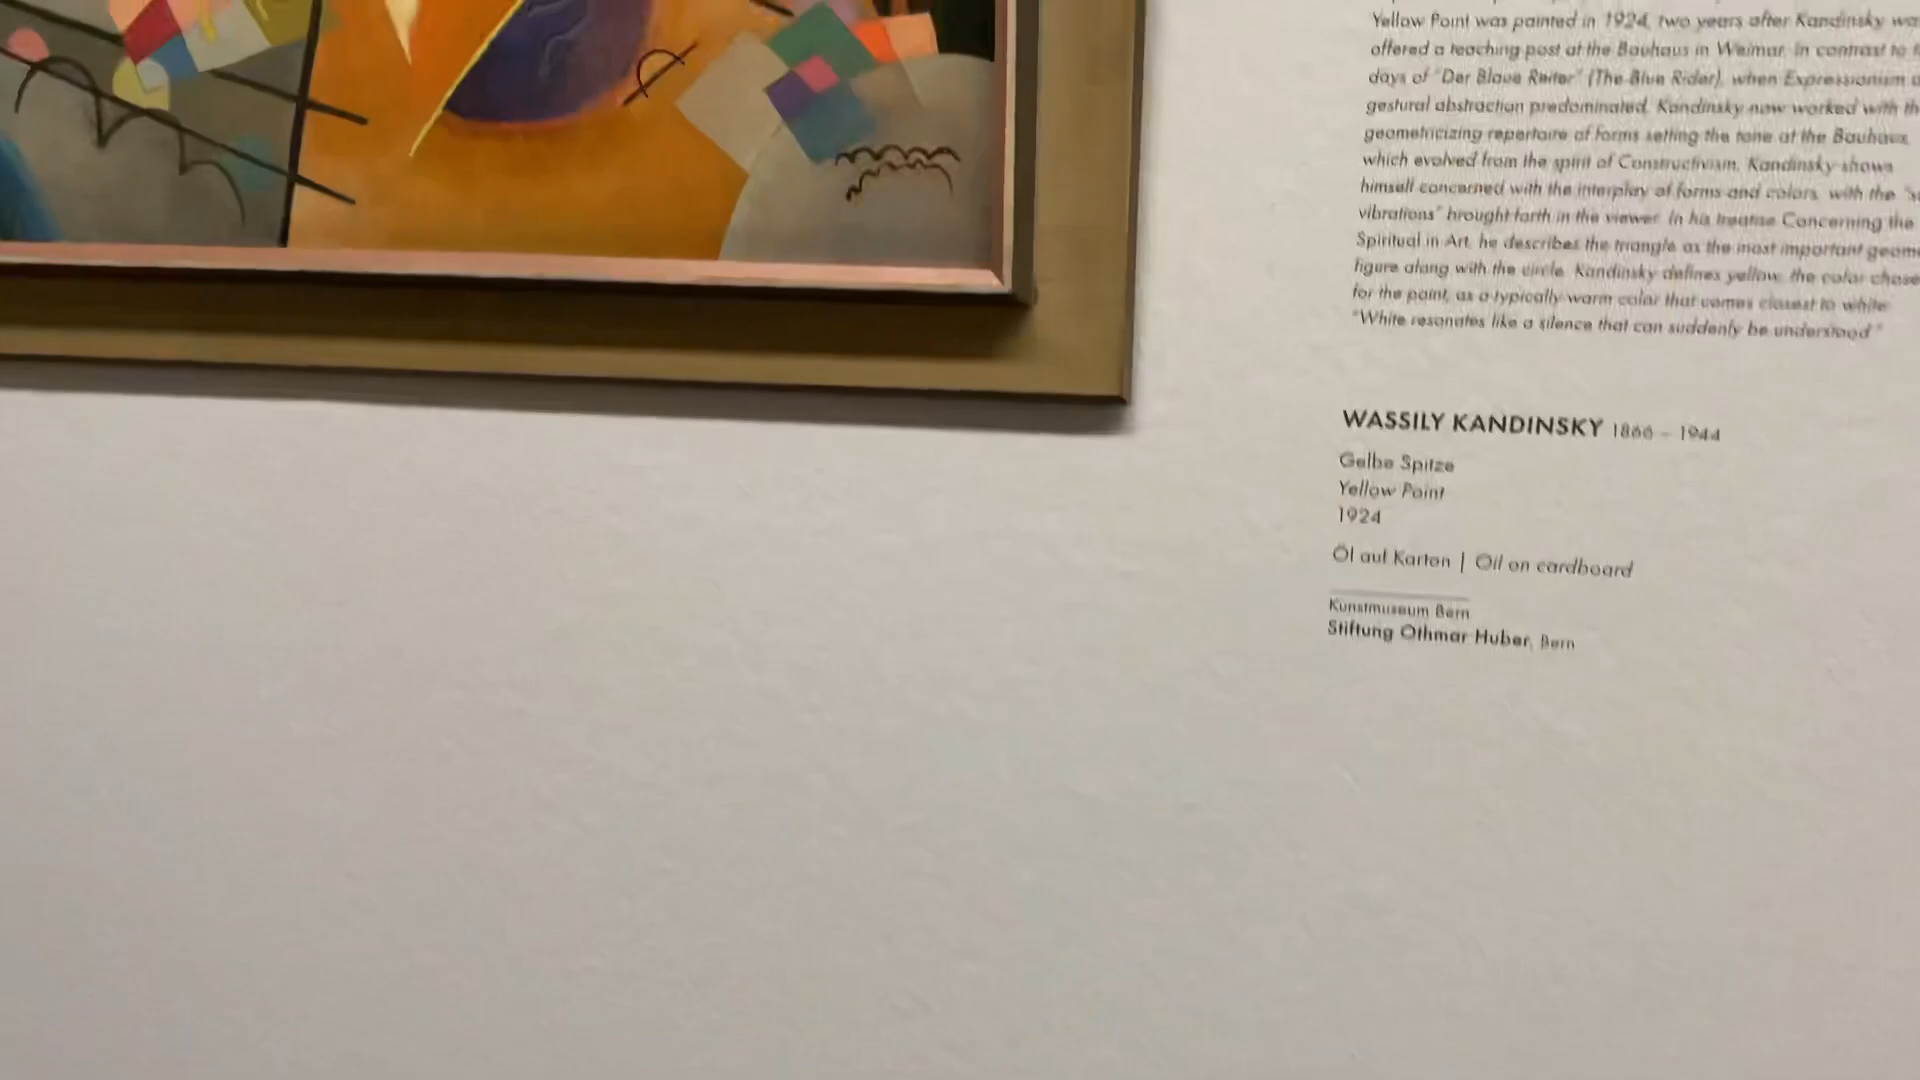 Yellow Point was painted in 1924, two years after Kandinsky
offered a teaching post at the Bauhaus in Weimar. In contrast to
days of "Der Blaue Reiter" (The Blue Rider), when Expressionism
gestural abstraction predominated, Kandinsky now worked with
geometricizing repertoire of forms setting the tone at the Bauhaus,
which evolved from the spirit of Constructivism. Kandinsky shows
himself concerned with the interplay of forms and colors, with the
vibrations" brought forth in the viewer. In his treatise Concerning the
Spiritual in Art, he describes the triangle as the most important
figure along with the circle. Kandinsky defines yellow, the color
for the point, as a typically warm color that comes closest to white:
"White resonates like a silence that can suddenly be understood."
WASSILY KANDINSKY 1866 – 1944
Gelbe Spitze
Yellow Point
1924
Öl auf Karton | Oil on cardboard
Kunstmuseum Bern
Stiftung Othmar Huber, Bern